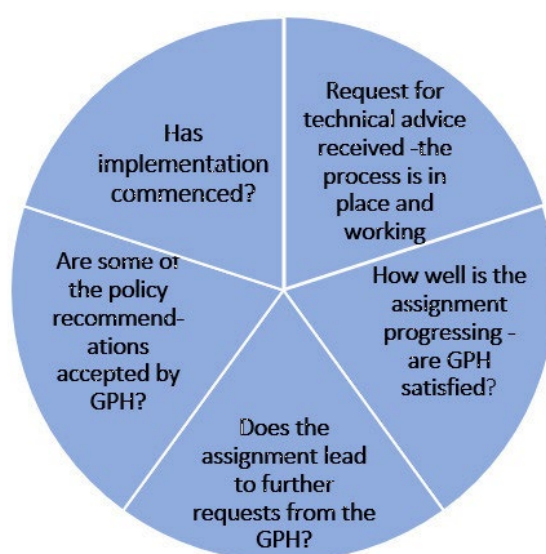 Request for
technical advice
received -the
process is in
place and
working
How well is the
assignment
progressing -
are GPH
satisfied?
Does the
assignment lead
to further
requests from the
GPH?
Are some of
the policy
recommend-
ations
accepted by
GPH?
Has
implementation
commenced?